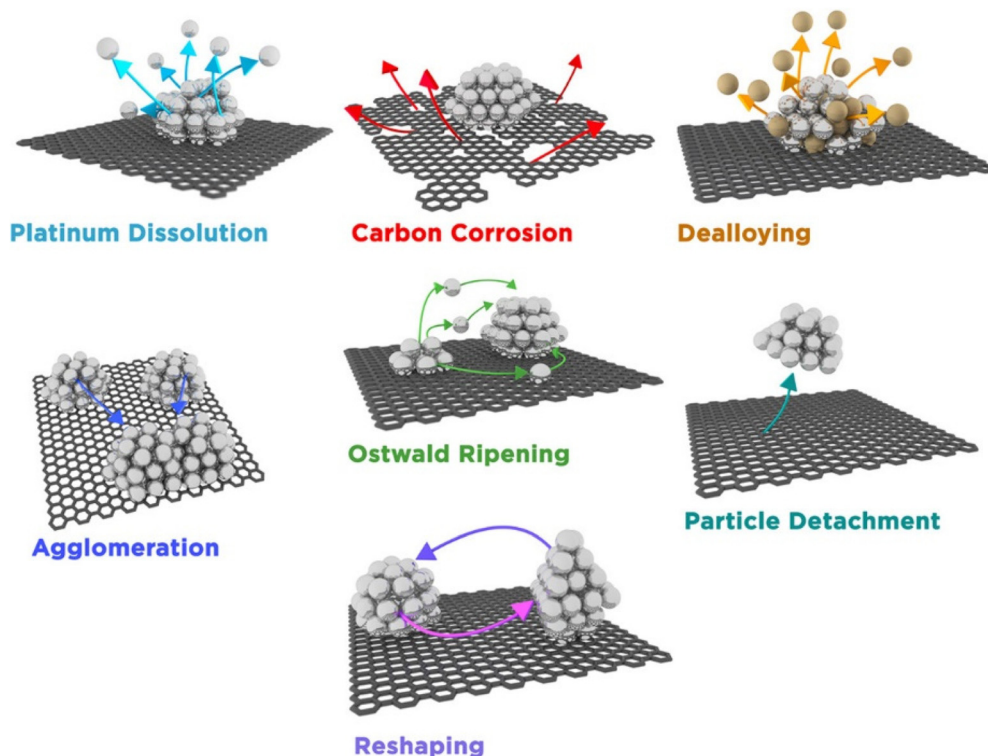 Platinum Dissolution
Carbon Corrosion
Dealloying
Agglomeration
Ostwald Ripening
Particle Detachment
Reshaping